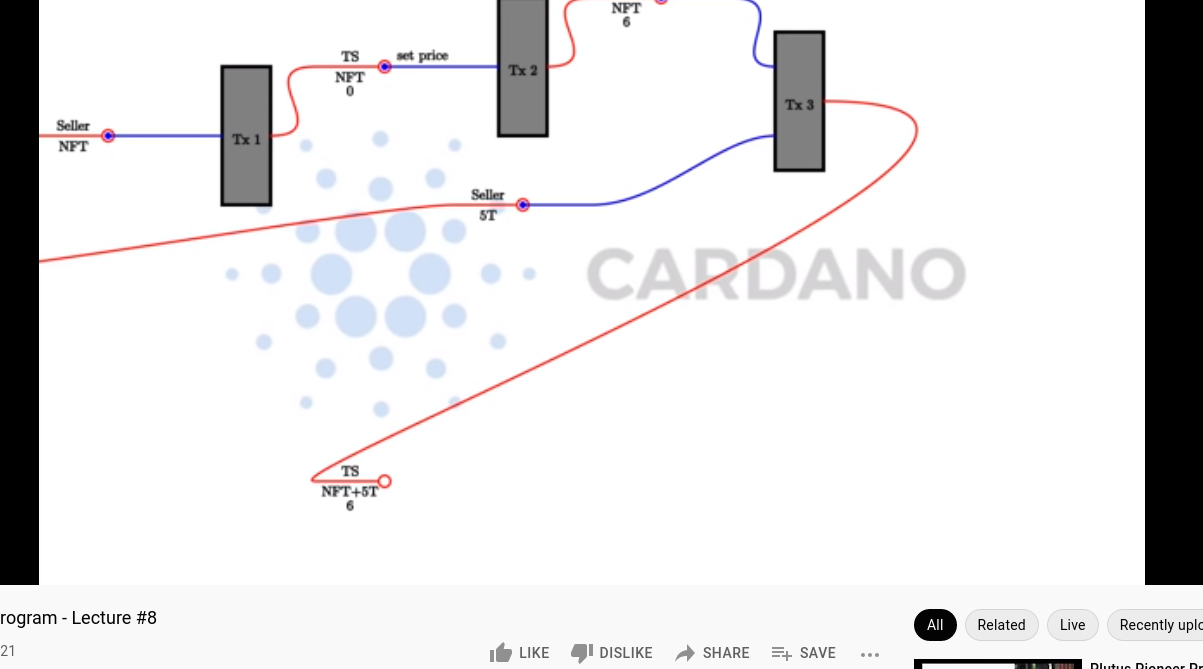 NFT
6
TS
set price
NFT
0
Tx 2
Tx 3
Seller
NFT
Tx 1
Seller
5T
CARDANO
TS
NFT+5T
6
rogram - Lecture #8
21
LIKE
DISLIKE
SHARE
SAVE
All
Related
Live
Recently uplo
Plutus Pioneer Pr